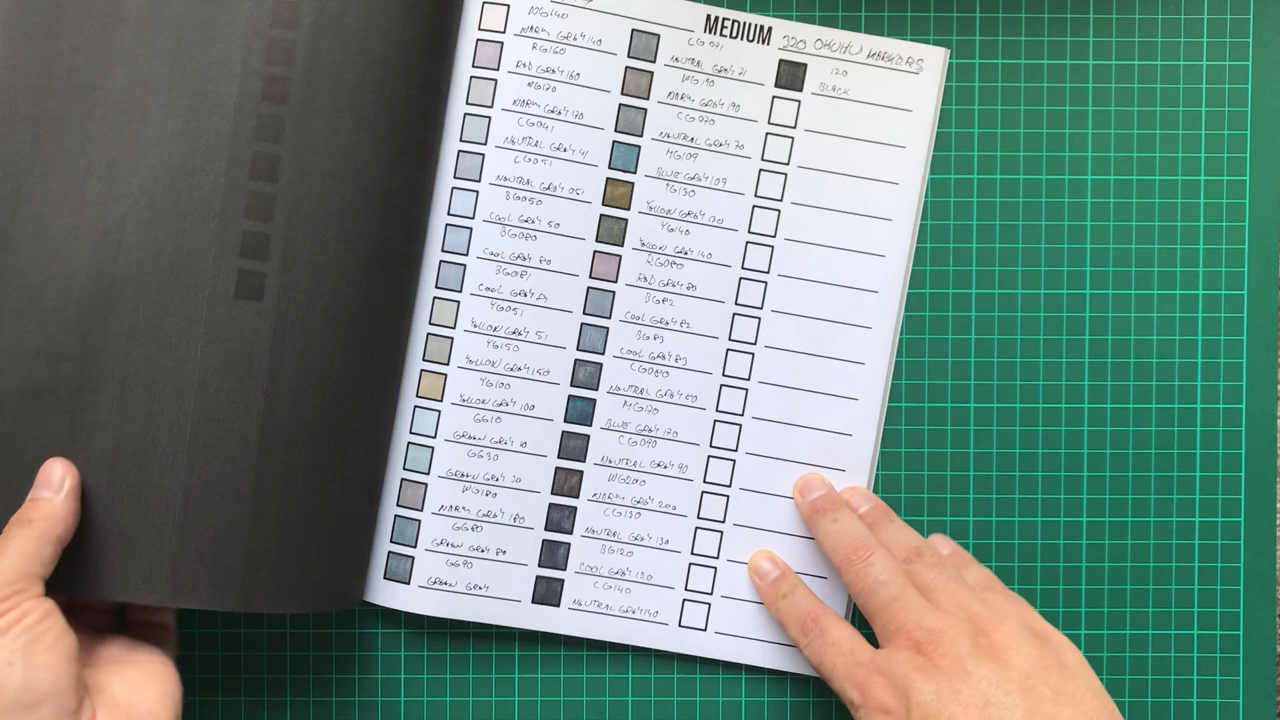 MEDIUM 320 OHUHU MARKERS
WG140
WARM GRAY 140
RG160
RED GRAY 160
WG170
WARM GRAY 170
CG041
NEUTRAL GRAY 41
CG051
NEUTRAL GRAY 051
BG050
COOL GRAY 50
BG080
COOL GRAY 80
BG081
COOL GRAY 81
YG051
YELLOW GRAY 51
YG150
YELLOW GRAY 150
YG100
YELLOW GRAY 100
GG10
GREEN GRAY 10
GG30
GREEN GRAY 30
WG180
WARM GRAY 180
GG80
GREEN GRAY 80
GG90
GREEN GRAY
CG071
NEUTRAL GRAY 71
WG190
WARM GRAY 190
CG070
NEUTRAL GRAY 70
MG109
BLUE GRAY 109
YG130
YELLOW GRAY 130
YG140
YELLOW GRAY 140
RG080
RED GRAY 80
BG82
COOL GRAY 82
BG83
COOL GRAY 83
CG080
NEUTRAL GRAY 80
MG170
BLUE GRAY 170
CG090
NEUTRAL GRAY 90
WG200
WARM GRAY 200
CG130
NEUTRAL GRAY 130
BG120
COOL GRAY 120
CG140
NEUTRAL GRAY 140
120
BLACK